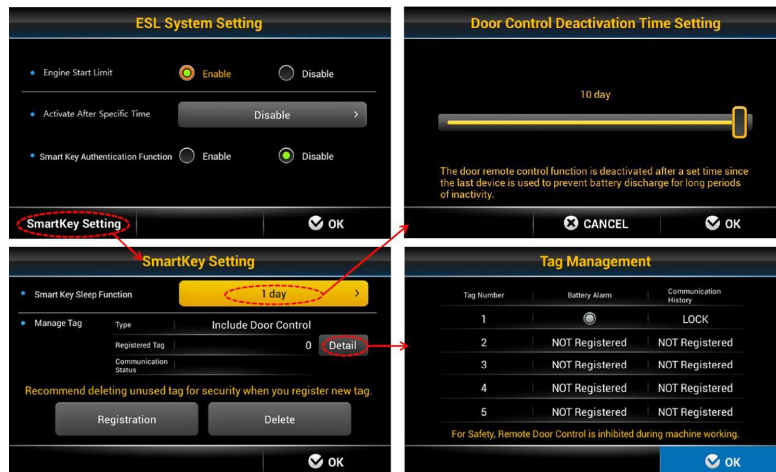 ESL System Setting
Engine Start Limit
Enable
Disable
Activate After Specific Time
Disable
Smart Key Authentication Function
Enable
Disable
SmartKey Setting
OK
Door Control Deactivation Time Setting
10 day
The door remote control function is deactivated after a set time since
the last device is used to prevent battery discharge for long periods
of inactivity.
CANCEL
OK
SmartKey Setting
Smart Key Sleep Function
1 day
Manage Tag
Type
Include Door Control
Registered Tag
0
Detail
Communication
Status
Recommend deleting unused tag for security when you register new tag.
Registration
Delete
OK
Tag Management
Tag Number
Battery Alarm
Communication
History
1
LOCK
2
NOT Registered
NOT Registered
3
NOT Registered
NOT Registered
4
NOT Registered
NOT Registered
5
NOT Registered
NOT Registered
For Safety, Remote Door Control is inhibited during machine working.
OK